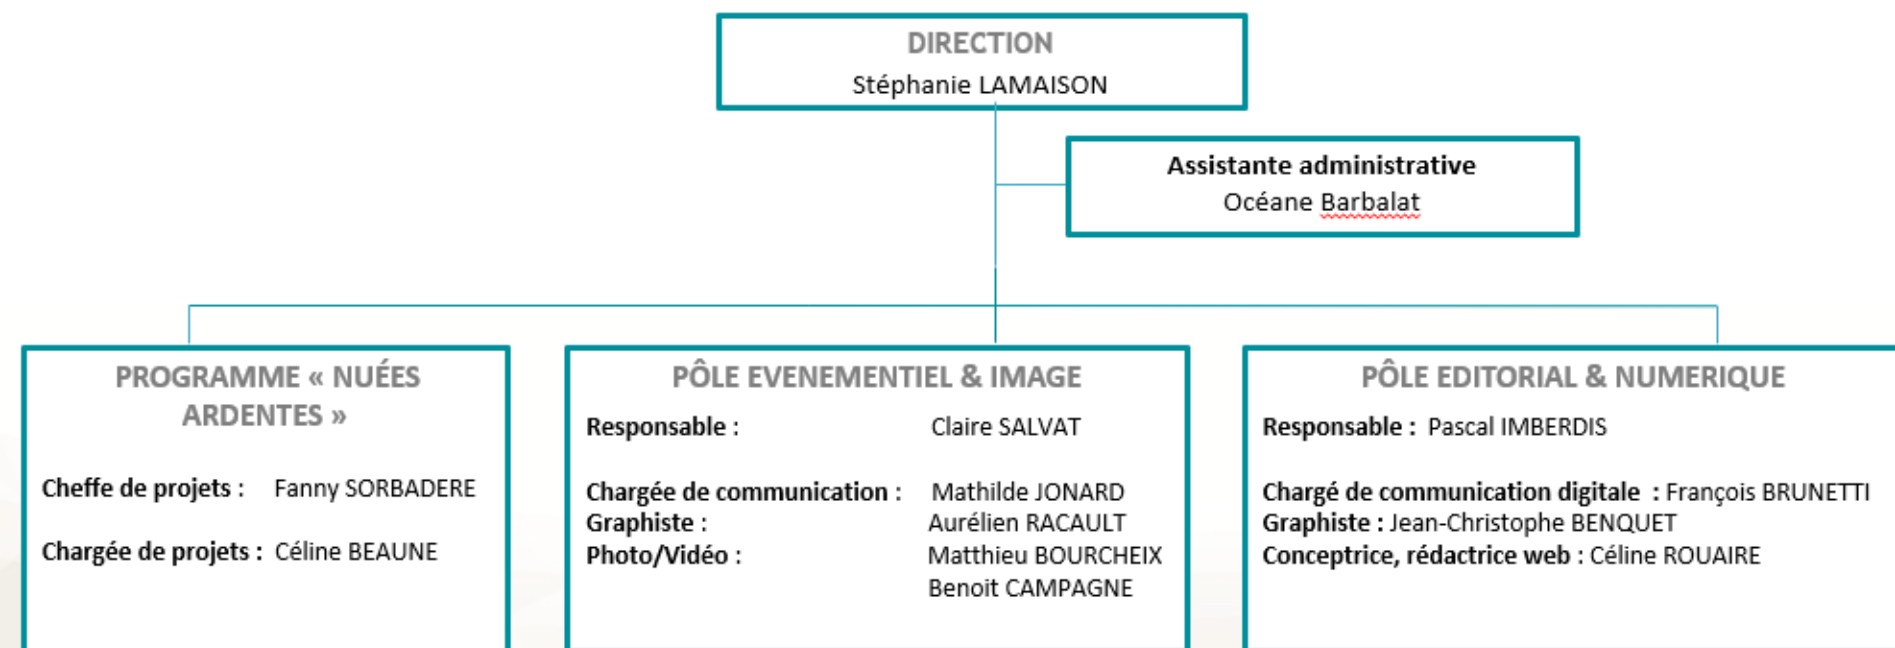 DIRECTION
Stéphanie LAMAISON
Assistante administrative
Océane Barbalat
PROGRAMME « NUÉES
ARDENTES »
Cheffe de projets : Fanny SORBADERE
Chargée de projets : Céline BEAUNE
PÔLE EVENEMENTIEL & IMAGE
Responsable : Claire SALVAT
Chargée de communication : Mathilde JONARD
Graphiste : Aurélien RACAULT
Photo/Vidéo : Matthieu BOURCHEIX
Benoit CAMPAGNE
PÔLE EDITORIAL & NUMERIQUE
Responsable : Pascal IMBERDIS
Chargé de communication digitale : François BRUNETTI
Graphiste : Jean-Christophe BENQUET
Conceptrice, rédactrice web : Céline ROUAIRE